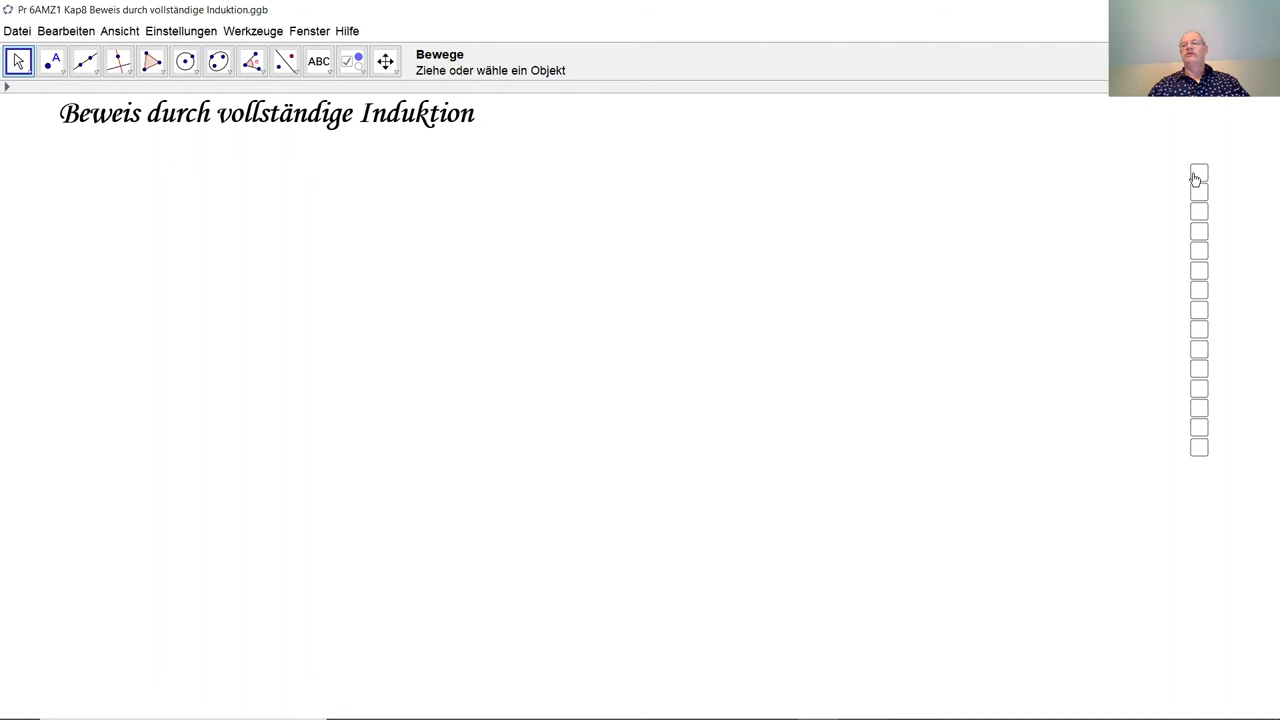 Pr 6AMZ1 Kap8 Beweis durch vollständige Induktion.ggb
Datei Bearbeiten Ansicht Einstellungen Werkzeuge Fenster Hilfe
A
ABC
Bewege
Ziehe oder wähle ein Objekt
Beweis durch vollständige Induktion